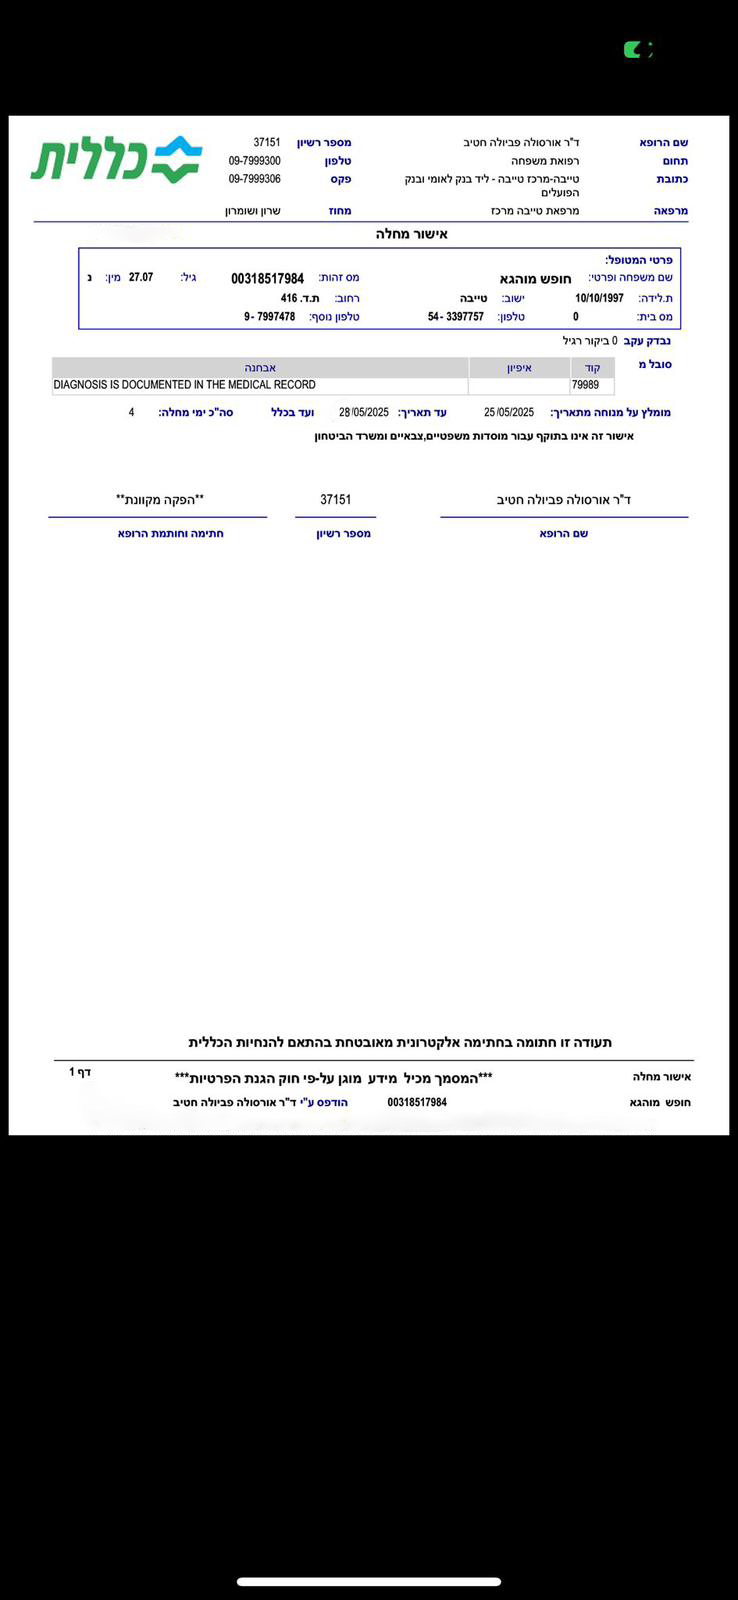 כללית
שם הרופא ד"ר אורסולה פביולה חטיב מספר רשיון 37151
תחום רפואת משפחה טלפון 09-7999300
כתובת טייבה-מרכז טייבה - ליד בנק לאומי ובנק הפועלים פקס 09-7999306
מרפאה מרפאת טייבה מרכז מחוז שרון ושומרון
אישור מחלה
פרטי המטופל:
שם משפחה ופרטי: חופש מוהגא מס זהות: 00318517984 גיל: 27.07 מין: נ
ת.לידה: 10/10/1997 ישוב: טייבה רחוב: ת.ד. 416
מס בית: 0 טלפון: 54- 3397757 טלפון נוסף: 9- 7997478
נבדק עקב 0 ביקור רגיל
סובל מ קוד איפיון אבחנה
79989 DIAGNOSIS IS DOCUMENTED IN THE MEDICAL RECORD
מומלץ על מנוחה מתאריך: 25/05/2025 עד תאריך: 28/05/2025 ועד בכלל סה"כ ימי מחלה: 4
אישור זה אינו בתוקף עבור מוסדות משפטיים,צבאיים ומשרד הביטחון
ד"ר אורסולה פביולה חטיב 37151 **הפקה מקוונת**
שם הרופא מספר רשיון חתימה וחותמת הרופא
תעודה זו חתומה בחתימה אלקטרונית מאובטחת בהתאם להנחיות הכללית
אישור מחלה ***המסמך מכיל מידע מוגן על-פי חוק הגנת הפרטיות*** דף 1
חופש מוהגא 00318517984 הודפס ע"י ד"ר אורסולה פביולה חטיב